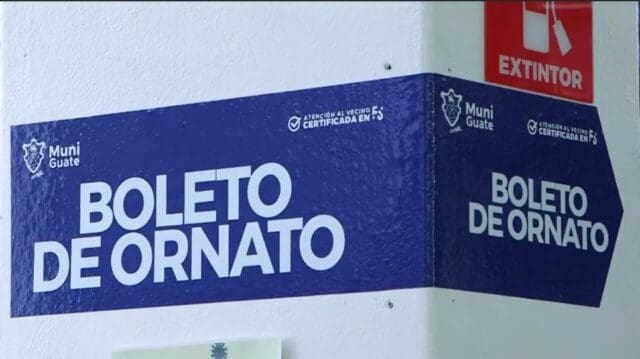 EXTINTOR
Muni
Guate
ATENCIÓN AL VECINO
CERTIFICADA EN
BOLETO
DE ORNATO
Muni
Guate
ATENCIÓN AL VECINO
CERTIFICADA EN
BOLETO
DE ORNATO